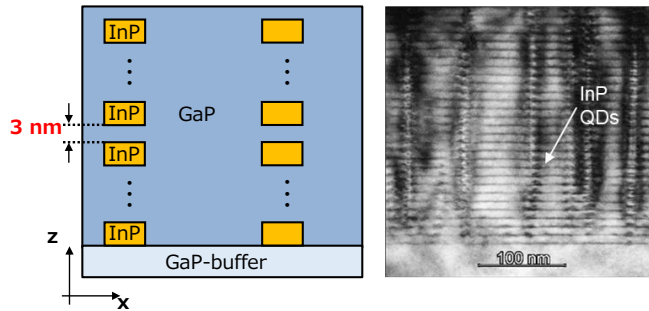 InP
InP
3 nm
GaP
InP
InP
z
GaP-buffer
x
InP
QDs
100 nm